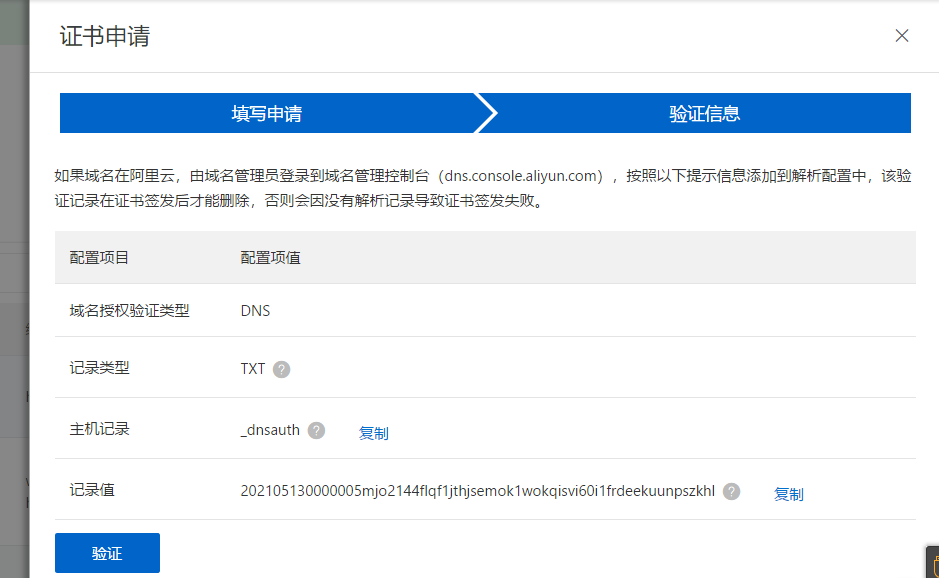 证书申请
填写申请
验证信息
如果域名在阿里云，由域名管理员登录到域名管理控制台（dns.console.aliyun.com），按照以下提示信息添加到解析配置中，该验
证记录在证书签发后才能删除，否则会因没有解析记录导致证书签发失败。
配置项目 配置项值
域名授权验证类型 DNS
记录类型 TXT ?
主机记录 _dnsauth ? 复制
记录值 202105130000005mjo2144flqf1jthjsemok1wokqisvi60i1frdeekuunpszkhl ? 复制
验证